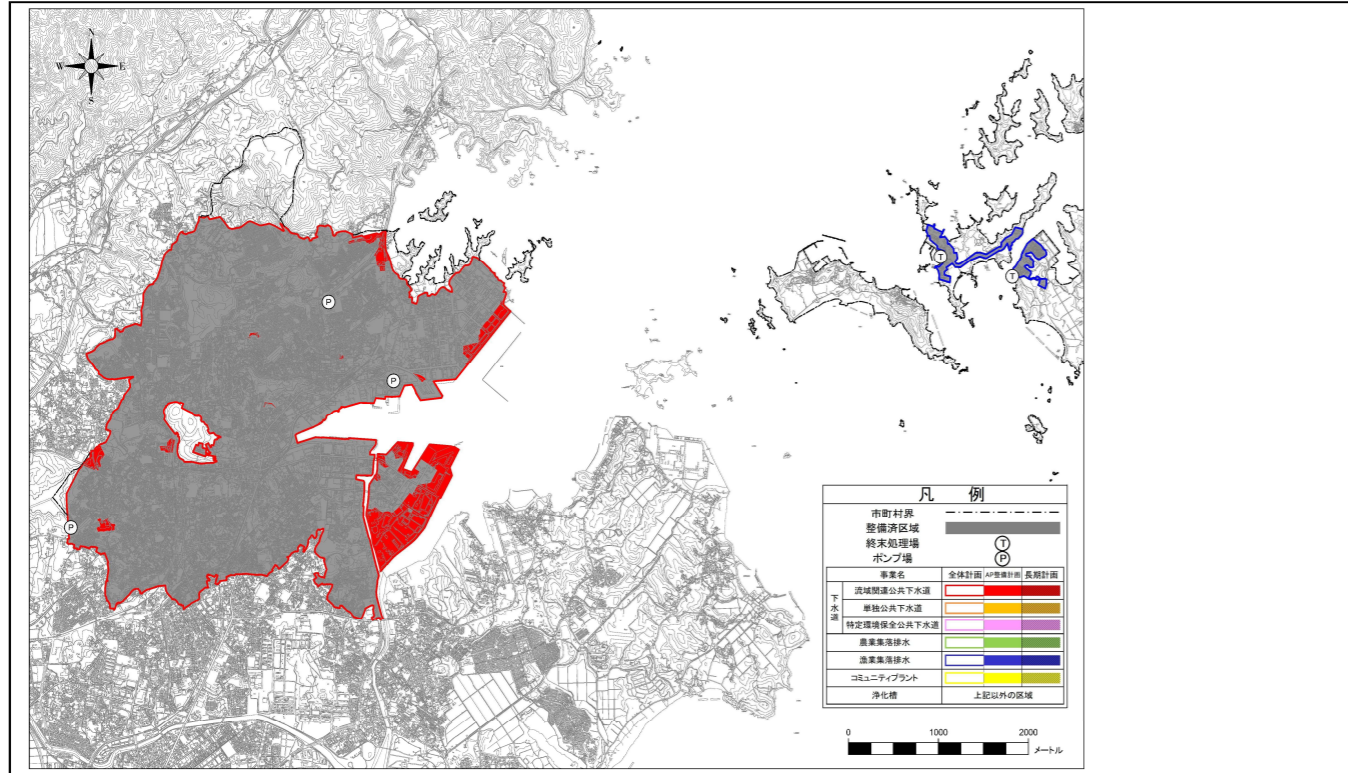 N
W E
S
P
T
T
P
P
凡 例
市町村界
整備済区域
終末処理場 T
ポンプ場 P
事業名 全体計画 AP整備計画 長期計画
下水道
流域関連公共下水道
単独公共下水道
特定環境保全公共下水道
農業集落排水
漁業集落排水
コミュニティプラント
浄化槽 上記以外の区域
0 1000 2000
メートル